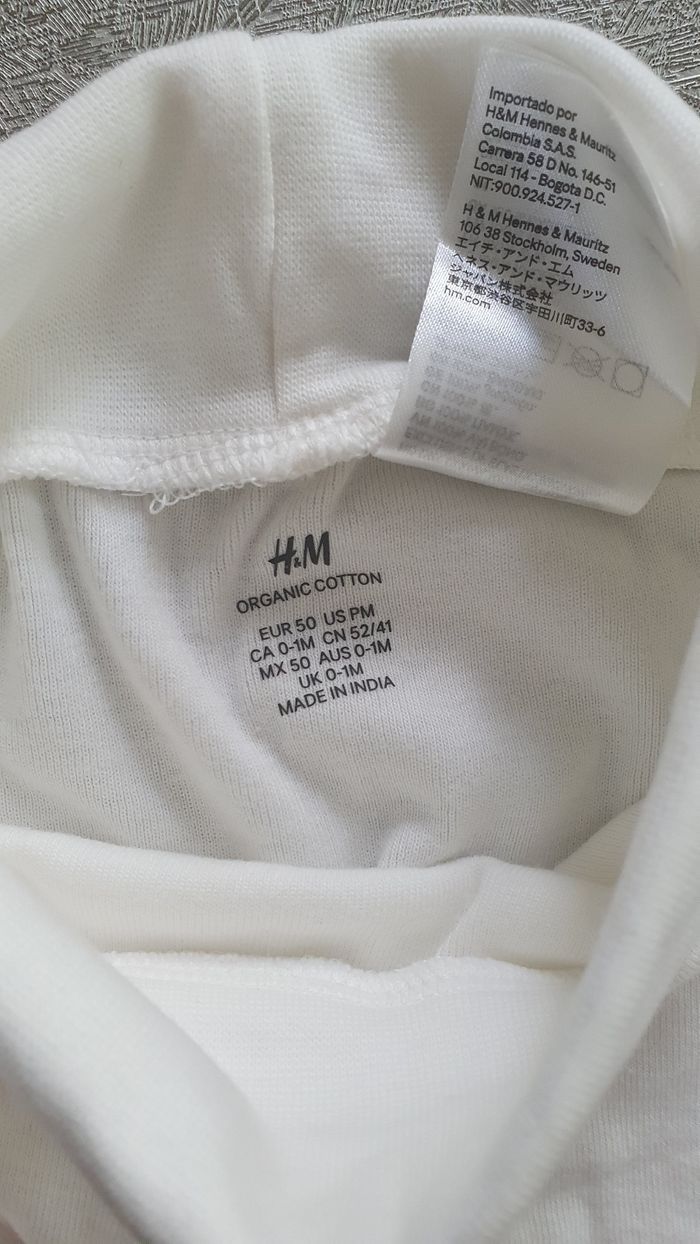 Importado por
H&M Hennes & Mauritz
Colombia S.A.S.
Carrera 58 D No. 146-51
Local 114 - Bogota D.C.
NIT:900.924.527-1
H & M Hennes & Mauritz
106 38 Stockholm, Sweden
エイチ・アンド・エム
ヘネス・アンド・マウリッツ
ジャパン株式会社
東京都渋谷区宇田川町33-6
hm.com
H&M
ORGANIC COTTON
EUR 50 US PM
CA 0-1M CN 52/41
MX 50 AUS 0-1M
UK 0-1M
MADE IN INDIA